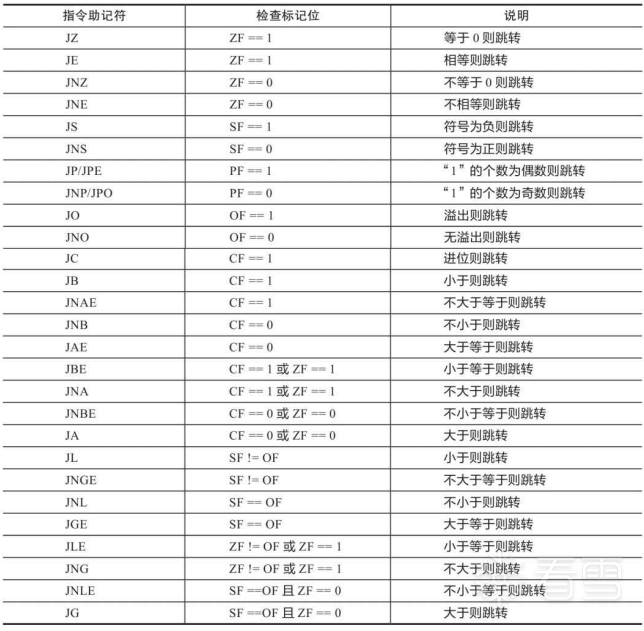 指令助记符 检查标记位 说明
JZ ZF == 1 等于 0 则跳转
JE ZF == 1 相等则跳转
JNZ ZF == 0 不等于 0 则跳转
JNE ZF == 0 不相等则跳转
JS SF == 1 符号为负则跳转
JNS SF == 0 符号为正则跳转
JP/JPE PF == 1 “1”的个数为偶数则跳转
JNP/JPO PF == 0 “1”的个数为奇数则跳转
JO OF == 1 溢出则跳转
JNO OF == 0 无溢出则跳转
JC CF == 1 进位则跳转
JB CF == 1 小于则跳转
JNAE CF == 1 不大于等于则跳转
JNB CF == 0 不小于则跳转
JAE CF == 0 大于等于则跳转
JBE CF == 1 或 ZF == 1 小于等于则跳转
JNA CF == 1 或 ZF == 1 不大于则跳转
JNBE CF == 0 或 ZF == 0 不小于等于则跳转
JA CF == 0 或 ZF == 0 大于则跳转
JL SF != OF 小于则跳转
JNGE SF != OF 不大于等于则跳转
JNL SF == OF 不小于则跳转
JGE SF == OF 大于等于则跳转
JLE ZF != OF 或 ZF == 1 小于等于则跳转
JNG ZF != OF 或 ZF == 1 不大于则跳转
JNLE SF ==OF 且 ZF == 0 不小于等于则跳转
JG SF ==OF 且 ZF == 0 大于则跳转
看雪